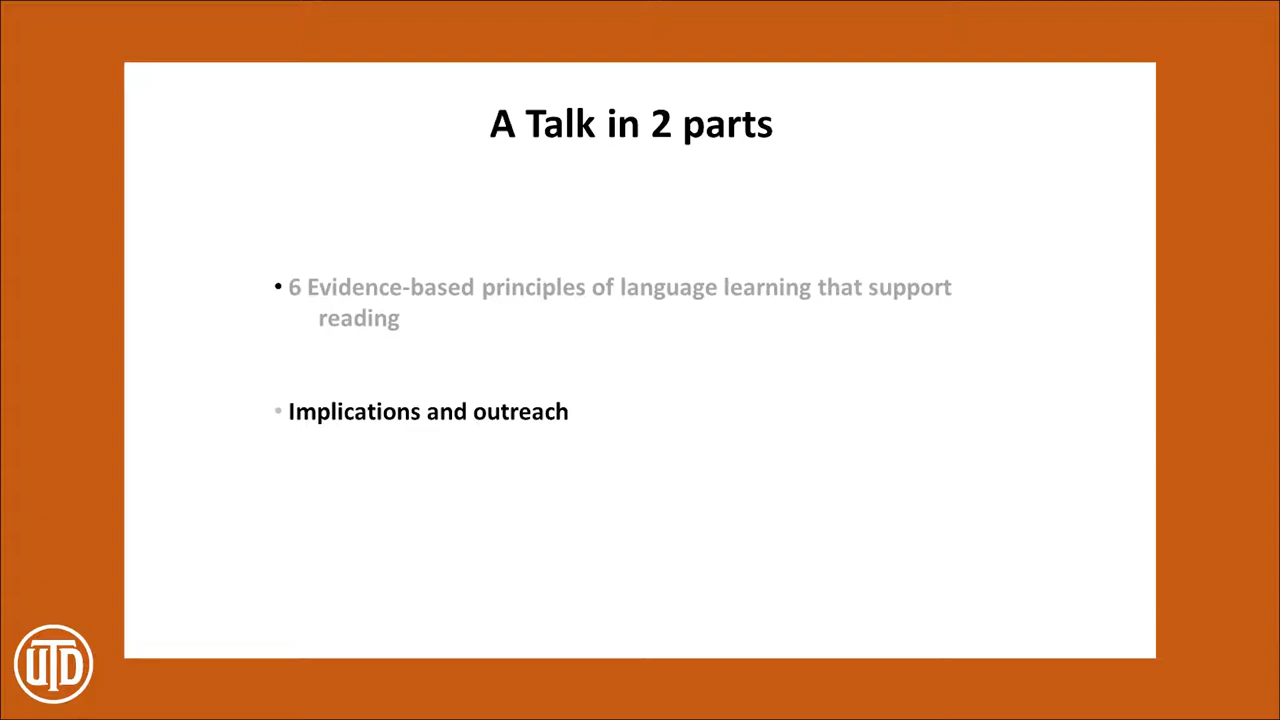 A Talk in 2 parts
• 6 Evidence-based principles of language learning that support
reading
• Implications and outreach
UTD